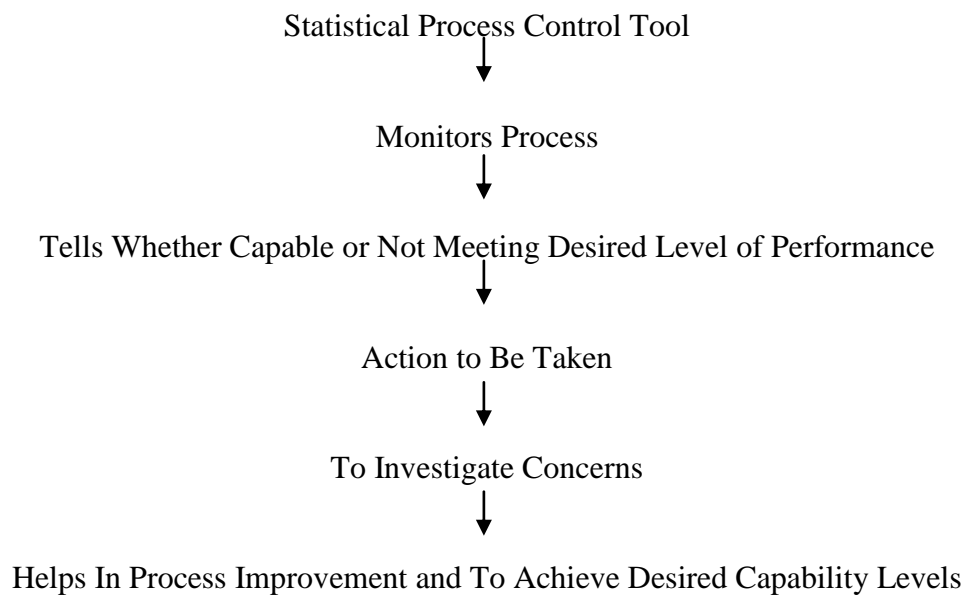 Statistical Process Control Tool
Monitors Process
Tells Whether Capable or Not Meeting Desired Level of Performance
Action to Be Taken
To Investigate Concerns
Helps In Process Improvement and To Achieve Desired Capability Levels